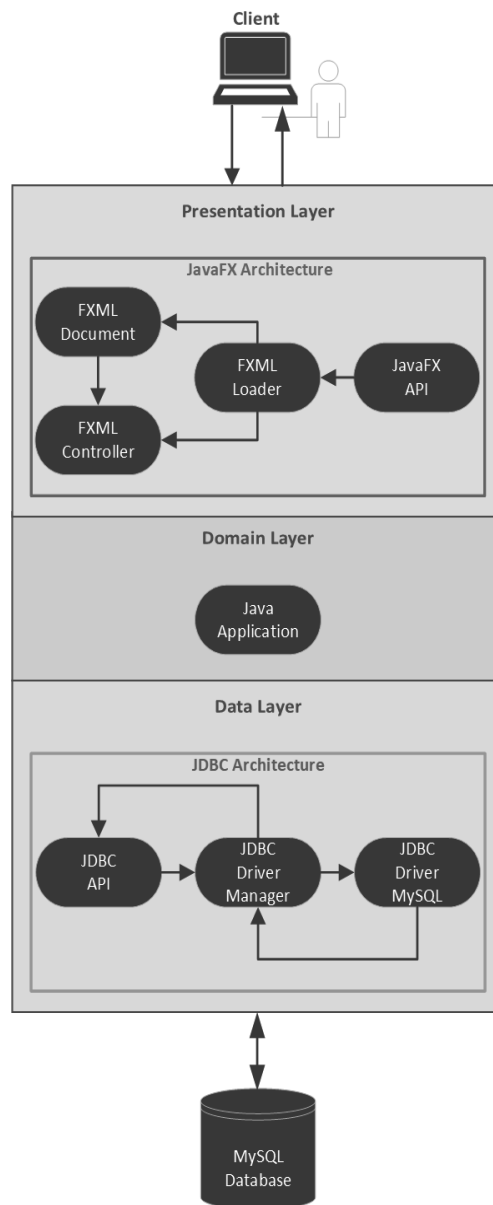 Client
Presentation Layer
JavaFX Architecture
FXML
Document
FXML
Loader
JavaFX
API
FXML
Controller
Domain Layer
Java
Application
Data Layer
JDBC Architecture
JDBC
API
JDBC
Driver
Manager
JDBC
Driver
MySQL
MySQL
Database